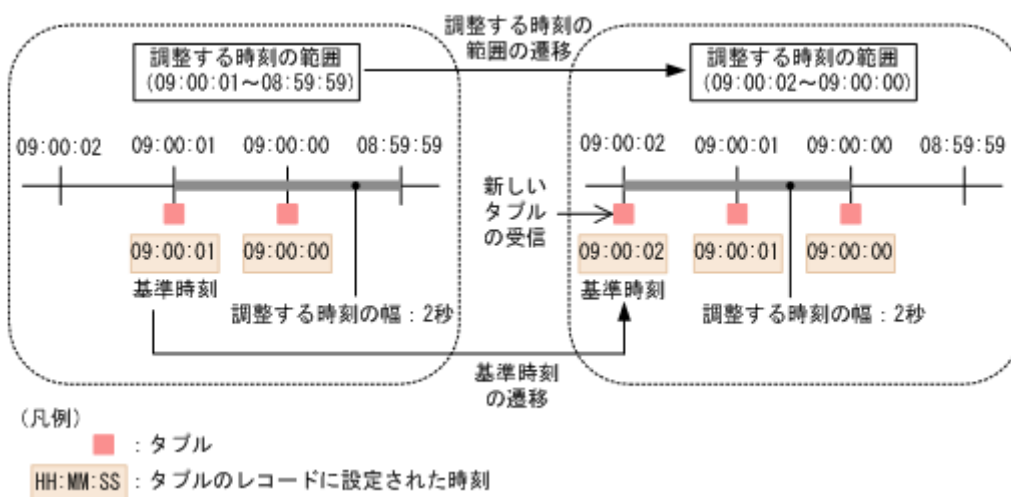 調整する時刻の
範囲の遷移
調整する時刻の範囲
(09:00:01～08:59:59)
調整する時刻の範囲
(09:00:02～09:00:00)
09:00:02 09:00:01 09:00:00 08:59:59
09:00:02 09:00:01 09:00:00 08:59:59
新しい
タプル
の受信
09:00:01 09:00:00
09:00:02 09:00:01 09:00:00
基準時刻
調整する時刻の幅：2秒
基準時刻
調整する時刻の幅：2秒
基準時刻
の遷移
(凡例)
：タプル
HH:MM:SS ：タプルのレコードに設定された時刻